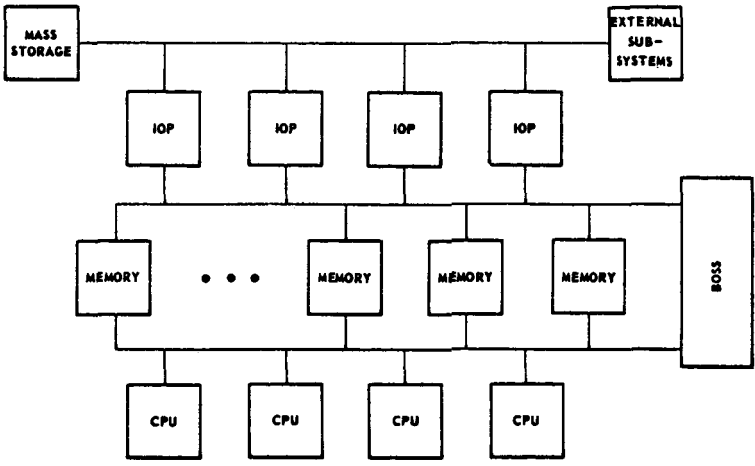 MASS
STORAGE
EXTERNAL
SUB-
SYSTEMS
IOP
IOP
IOP
IOP
MEMORY
• • •
MEMORY
MEMORY
MEMORY
BOSS
CPU
CPU
CPU
CPU